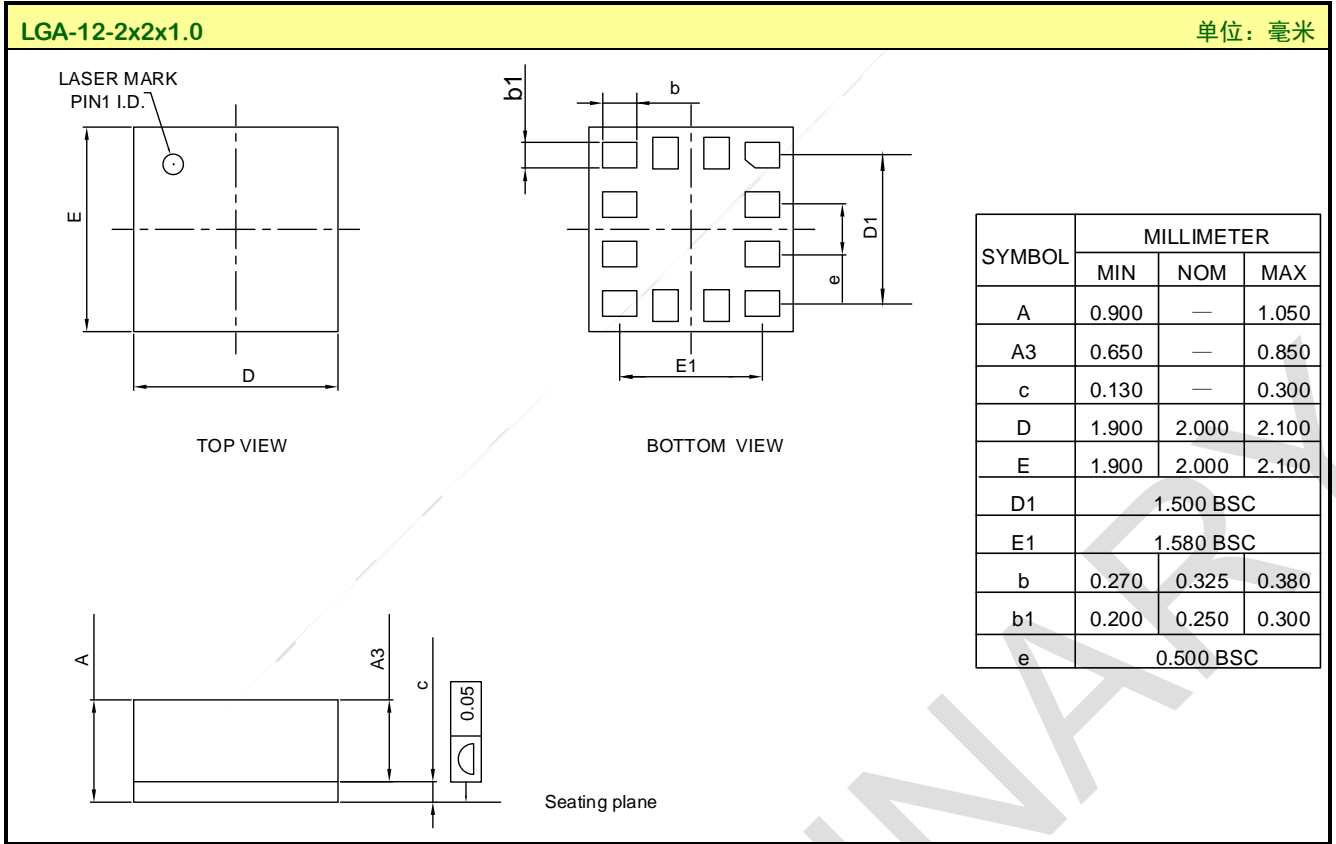 LGA-12-2x2x1.0 单位：毫米
LASER MARK
PIN1 I.D.
E
D
TOP VIEW
b1
b
D1
e
E1
BOTTOM VIEW
SYMBOL MILLIMETER
MIN NOM MAX
A 0.900 — 1.050
A3 0.650 — 0.850
c 0.130 — 0.300
D 1.900 2.000 2.100
E 1.900 2.000 2.100
D1 1.500 BSC
E1 1.580 BSC
b 0.270 0.325 0.380
b1 0.200 0.250 0.300
e 0.500 BSC
A
A3
c
0.05
Seating plane